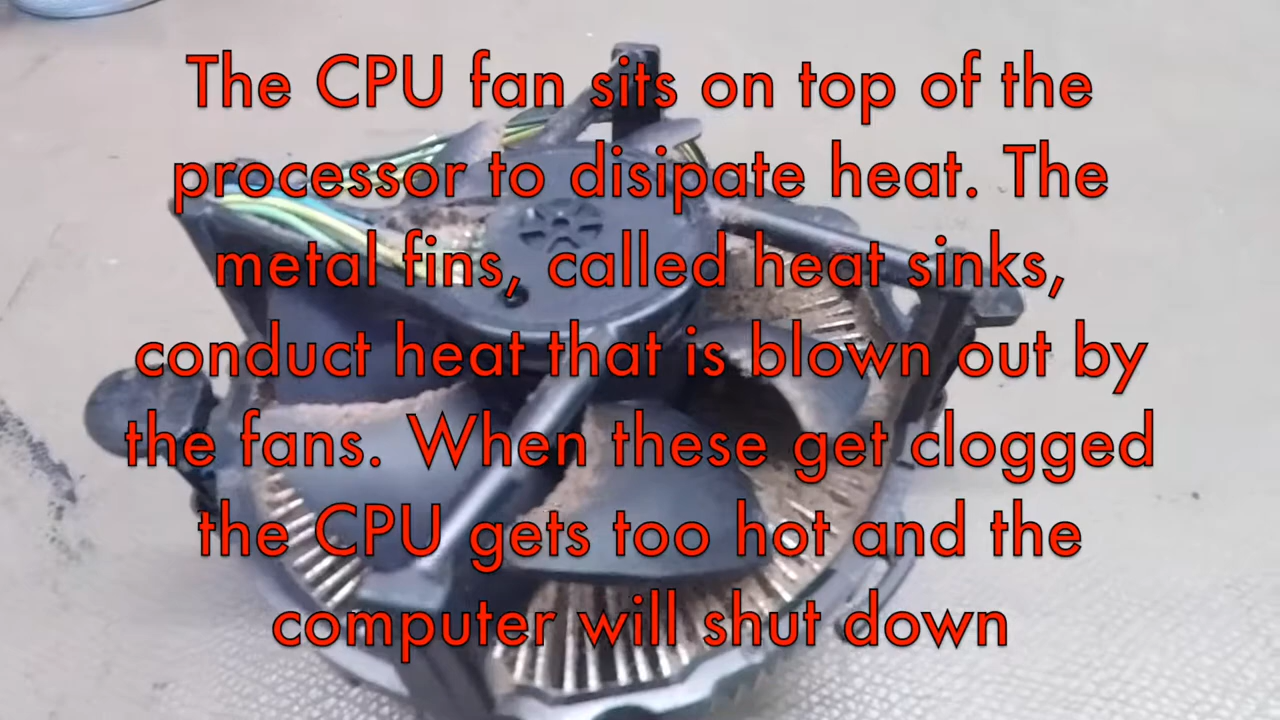 The CPU fan sits on top of the
processor to disipate heat. The
metal fins, called heat sinks,
conduct heat that is blown out by
the fans. When these get clogged
the CPU gets too hot and the
computer will shut down